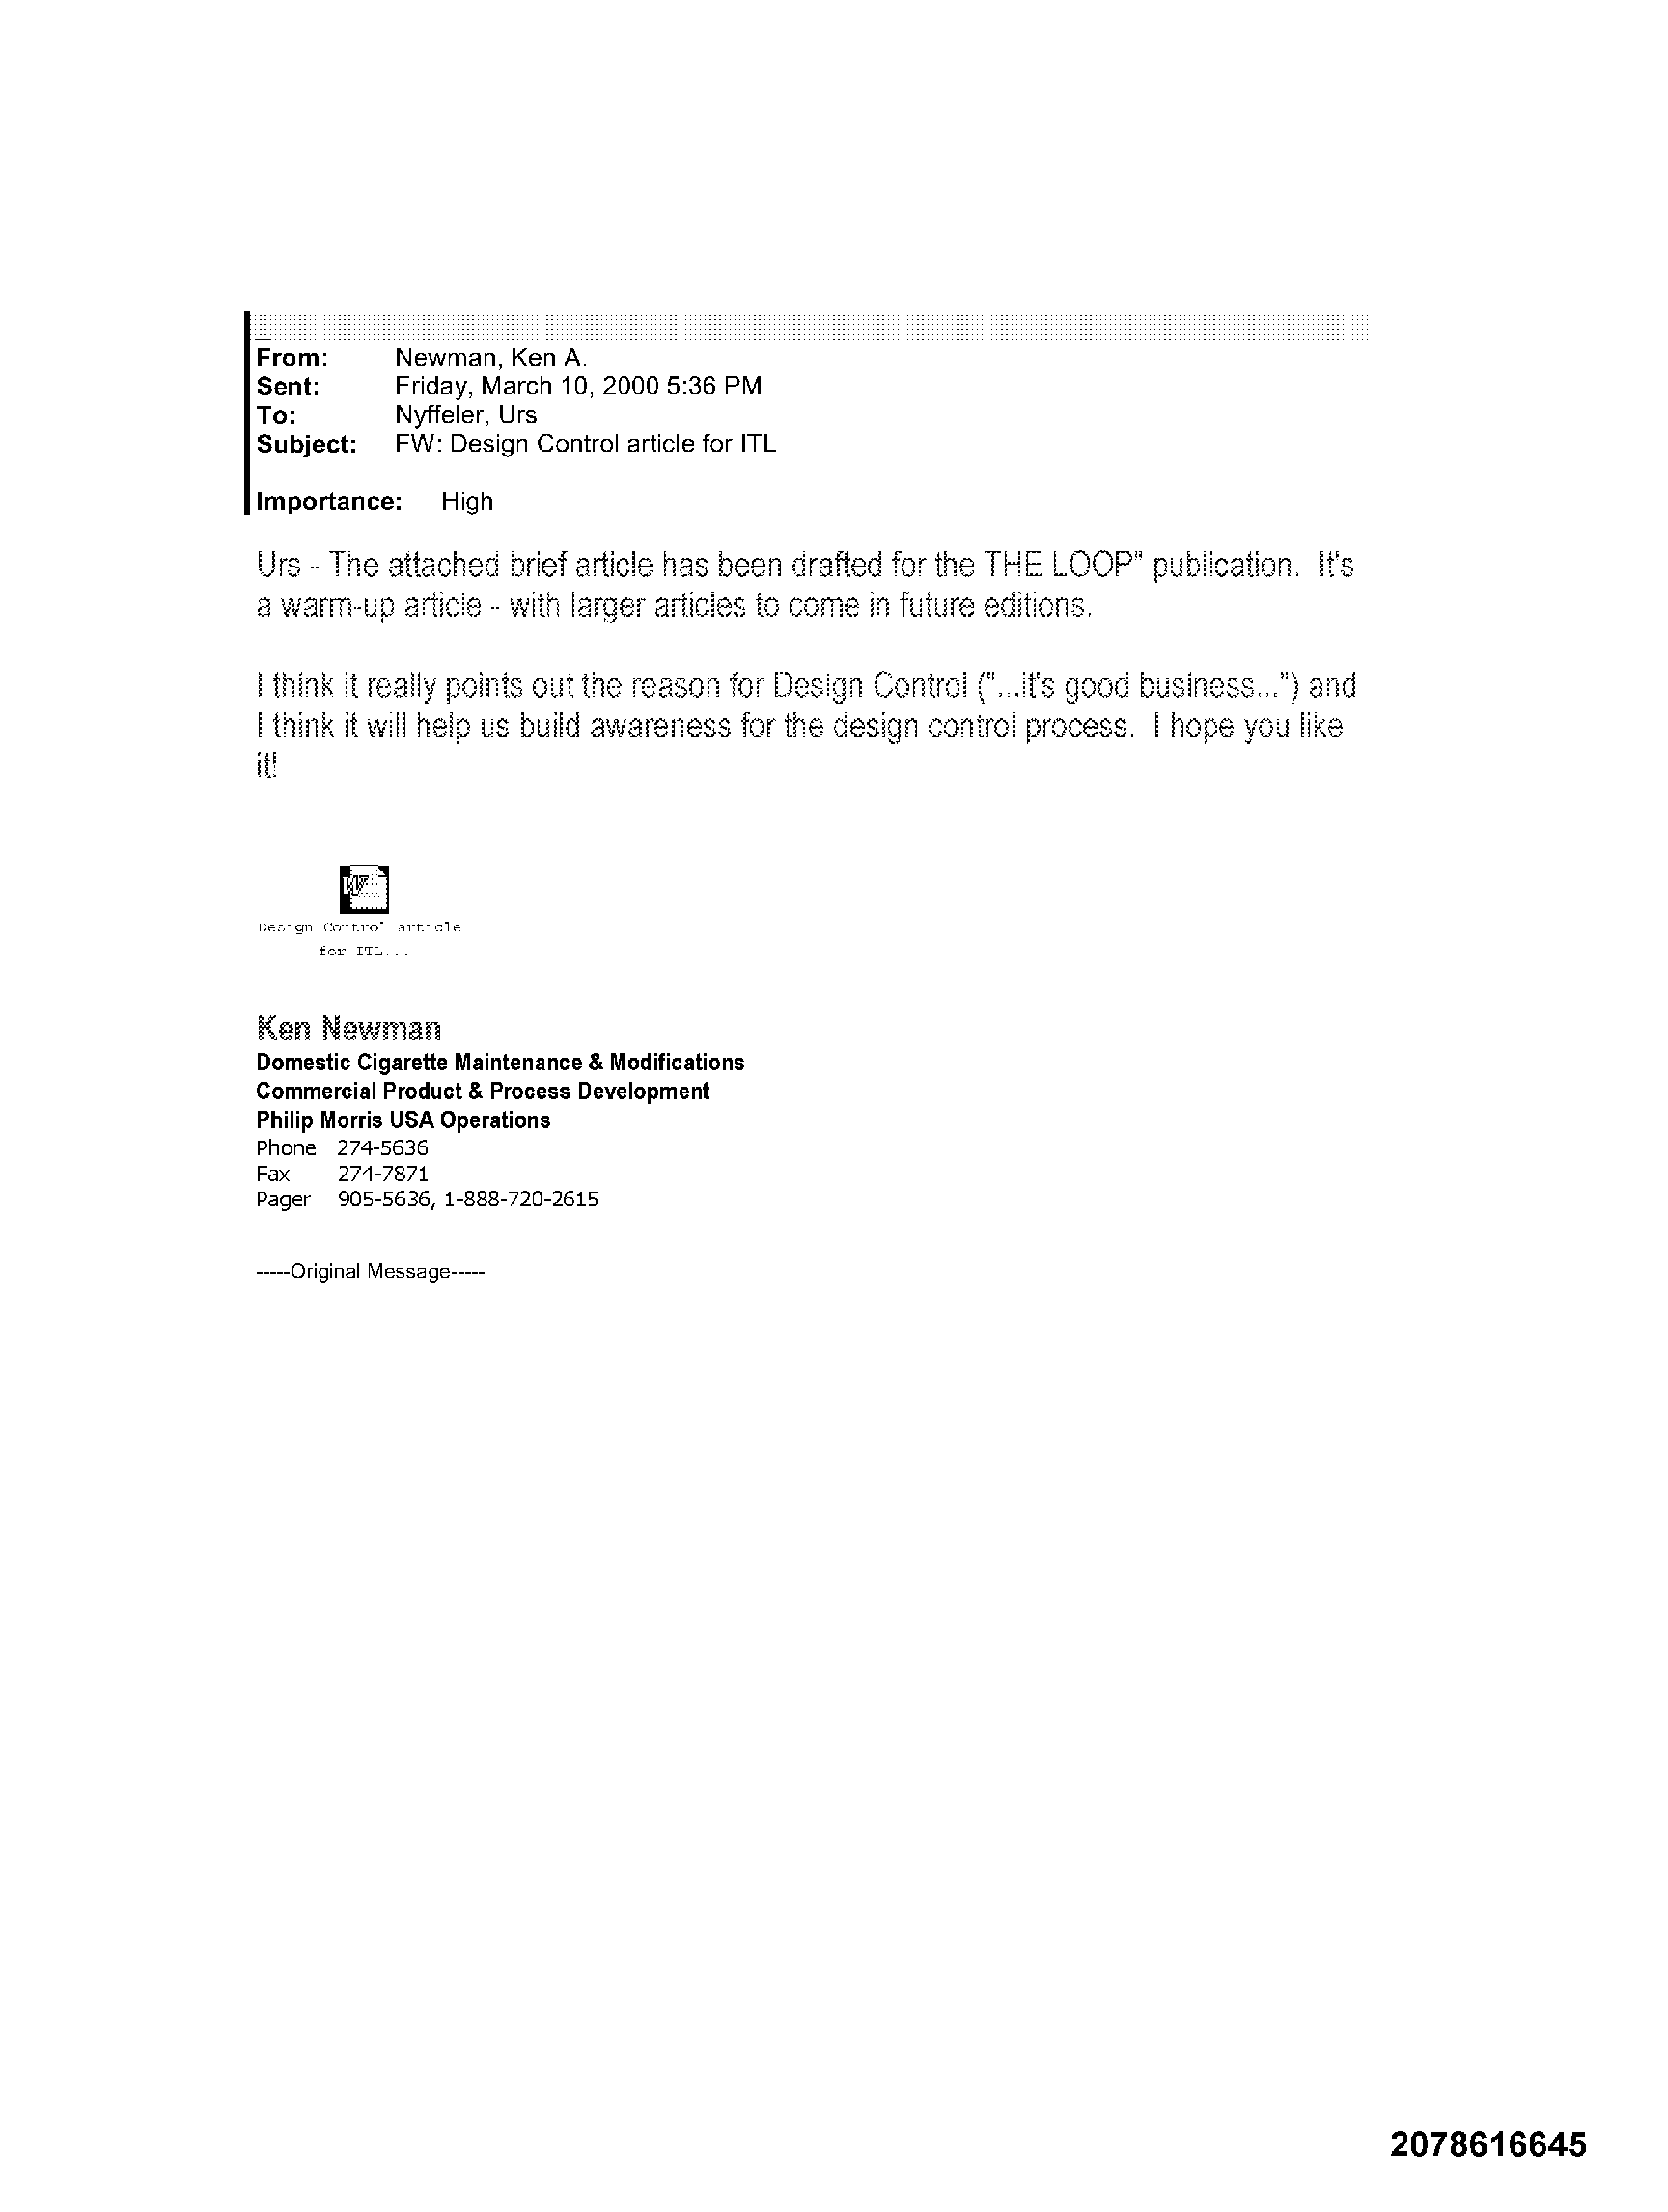 From: Newman, Ken A.
Sent: Friday, March 10, 2000 5:36 PM
To: Nyffeler, Urs
Subject: FW: Design Control article for ITL
Importance: High
Urs -- The attached brief article has been drafted for the THE LOOP" publication. It's
a warm-up article -- with larger articles to come in future editions.
I think it really points out the reason for Design Control ("...it's good business...") and
I think it will help us build awareness for the design control process. I hope you like
it!
Design Control article
for ITL...
Ken Newman
Domestic Cigarette Maintenance & Modifications
Commercial Product & Process Development
Philip Morris USA Operations
Phone 274-5636
Fax 274-7871
Pager 905-5636, 1-888-720-2615
-----Original Message-----
2078616645